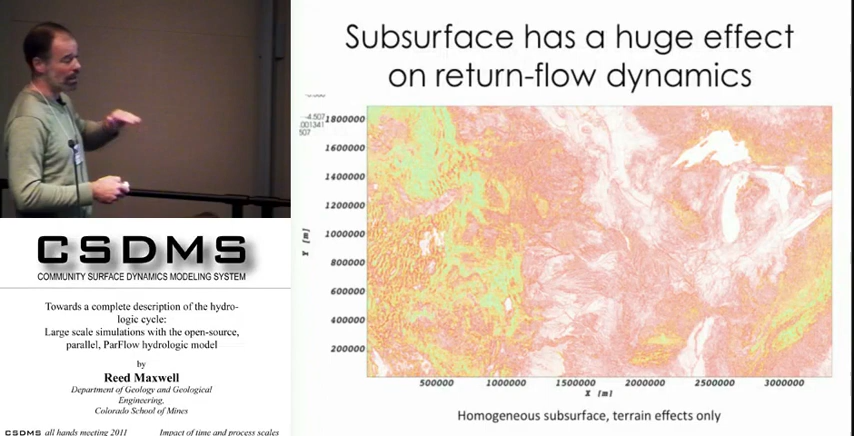 Subsurface has a huge effect
on return-flow dynamics
-4.507
.001341
507
1800000
1600000
1400000
1200000
1000000
800000
600000
400000
200000
Y [m]
500000
1000000
1500000
2000000
2500000
3000000
X [m]
Homogeneous subsurface, terrain effects only
CSDMS
COMMUNITY SURFACE DYNAMICS MODELING SYSTEM
Towards a complete description of the hydro-
logic cycle:
Large scale simulations with the open-source,
parallel, ParFlow hydrologic model
by
Reed Maxwell
Department of Geology and Geological
Engineering,
Colorado School of Mines
CSDMS all hands meeting 2011 Impact of time and process scales